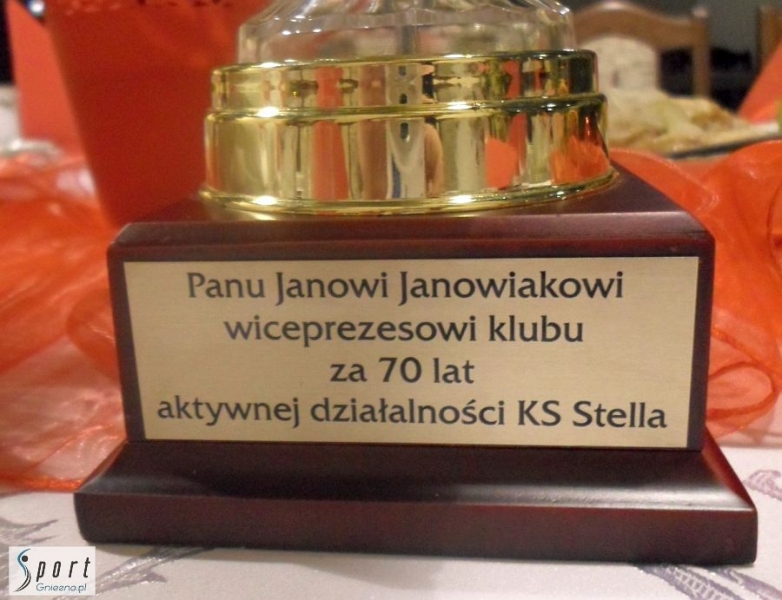 Panu Janowi Janowiakowi
wiceprezesowi klubu
za 70 lat
aktywnej działalności KS Stella
Sport
Gniezno.pl